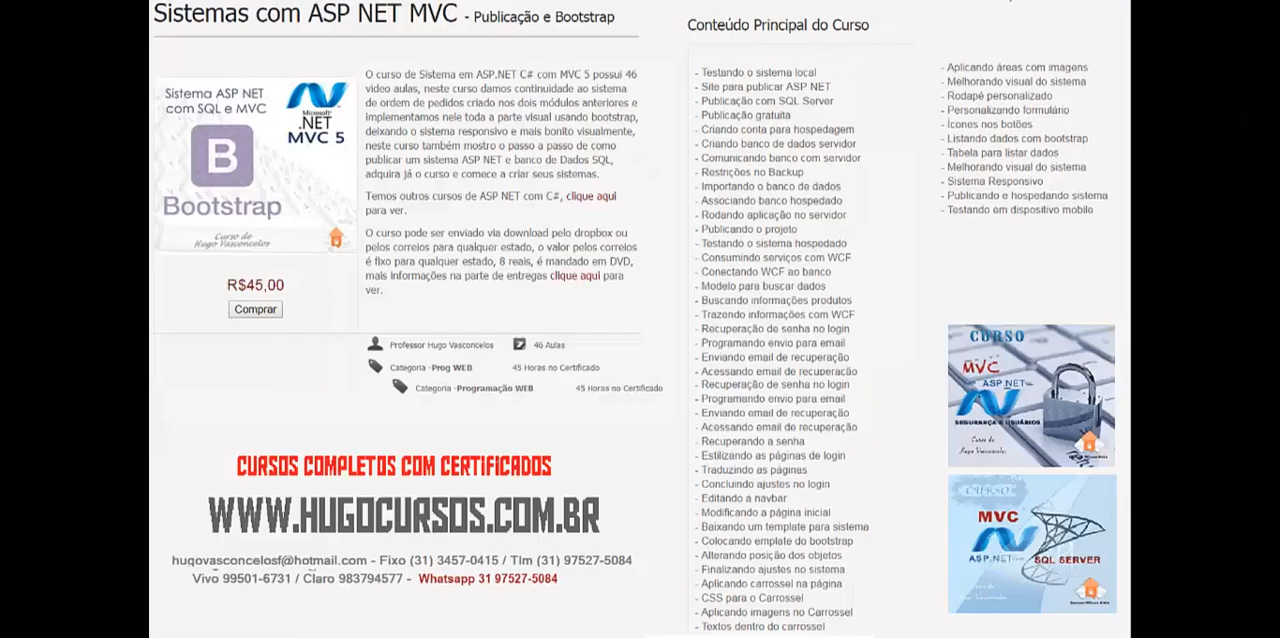 Sistemas com ASP NET MVC - Publicação e Bootstrap
Sistema ASP NET
com SQL e MVC
Microsoft
.NET
MVC 5
B
Bootstrap
Curso de
Hugo Vasconcelos
R$45,00
Comprar
O curso de Sistema em ASP.NET C# com MVC 5 possui 46
video aulas, neste curso damos continuidade ao sistema
de ordem de pedidos criado nos dois módulos anteriores e
implementamos nele toda a parte visual usando bootstrap,
deixando o sistema responsivo e mais bonito visualmente,
neste curso também mostro o passo a passo de como
publicar um sistema ASP NET e banco de Dados SQL,
adquira já o curso e comece a criar seus sistemas.
Temos outros cursos de ASP NET com C#, clique aqui
para ver.
O curso pode ser enviado via download pelo dropbox ou
pelos correios para qualquer estado, o valor pelos correios
é fixo para qualquer estado, 8 reais, é mandado em DVD,
mais informações na parte de entregas clique aqui para
ver.
Professor Hugo Vasconcelos 46 Aulas
Categoria -Prog WEB 45 Horas no Certificado
Categoria -Programação WEB 45 Horas no Certificado
CURSOS COMPLETOS COM CERTIFICADOS
WWW.HUGOCURSOS.COM.BR
hugovasconcelosf@hotmail.com - Fixo (31) 3457-0415 / TIm (31) 97527-5084
Vivo 99501-6731 / Claro 983794577 - Whatsapp 31 97527-5084
Conteúdo Principal do Curso
- Testando o sistema local
- Site para publicar ASP NET
- Publicação com SQL Server
- Publicação gratuita
- Criando conta para hospedagem
- Criando banco de dados servidor
- Comunicando banco com servidor
- Restrições no Backup
- Importando o banco de dados
- Associando banco hospedado
- Rodando aplicação no servidor
- Publicando o projeto
- Testando o sistema hospedado
- Consumindo serviços com WCF
- Conectando WCF ao banco
- Modelo para buscar dados
- Buscando informações produtos
- Trazendo informações com WCF
- Recuperação de senha no login
- Programando envio para email
- Enviando email de recuperação
- Acessando email de recuperação
- Recuperação de senha no login
- Programando envio para email
- Enviando email de recuperação
- Acessando email de recuperação
- Recuperando a senha
- Estilizando as páginas de login
- Traduzindo as páginas
- Concluindo ajustes no login
- Editando a navbar
- Modificando a página inicial
- Baixando um template para sistema
- Colocando emplate do bootstrap
- Alterando posição dos objetos
- Finalizando ajustes no sistema
- Aplicando carrossel na página
- CSS para o Carrossel
- Aplicando imagens no Carrossel
- Textos dentro do carrossel
- Aplicando áreas com imagens
- Melhorando visual do sistema
- Rodapé personalizado
- Personalizando formulário
- Ícones nos botões
- Listando dados com bootstrap
- Tabela para listar dados
- Melhorando visual do sistema
- Sistema Responsivo
- Publicando e hospedando sistema
- Testando em dispositivo mobile
CURSO
MVC
ASP.NET
SEGURANÇA E USUÁRIOS
Curso de
Hugo Vasconcelos
CURSO
MVC
ASP.NET
SQL SERVER